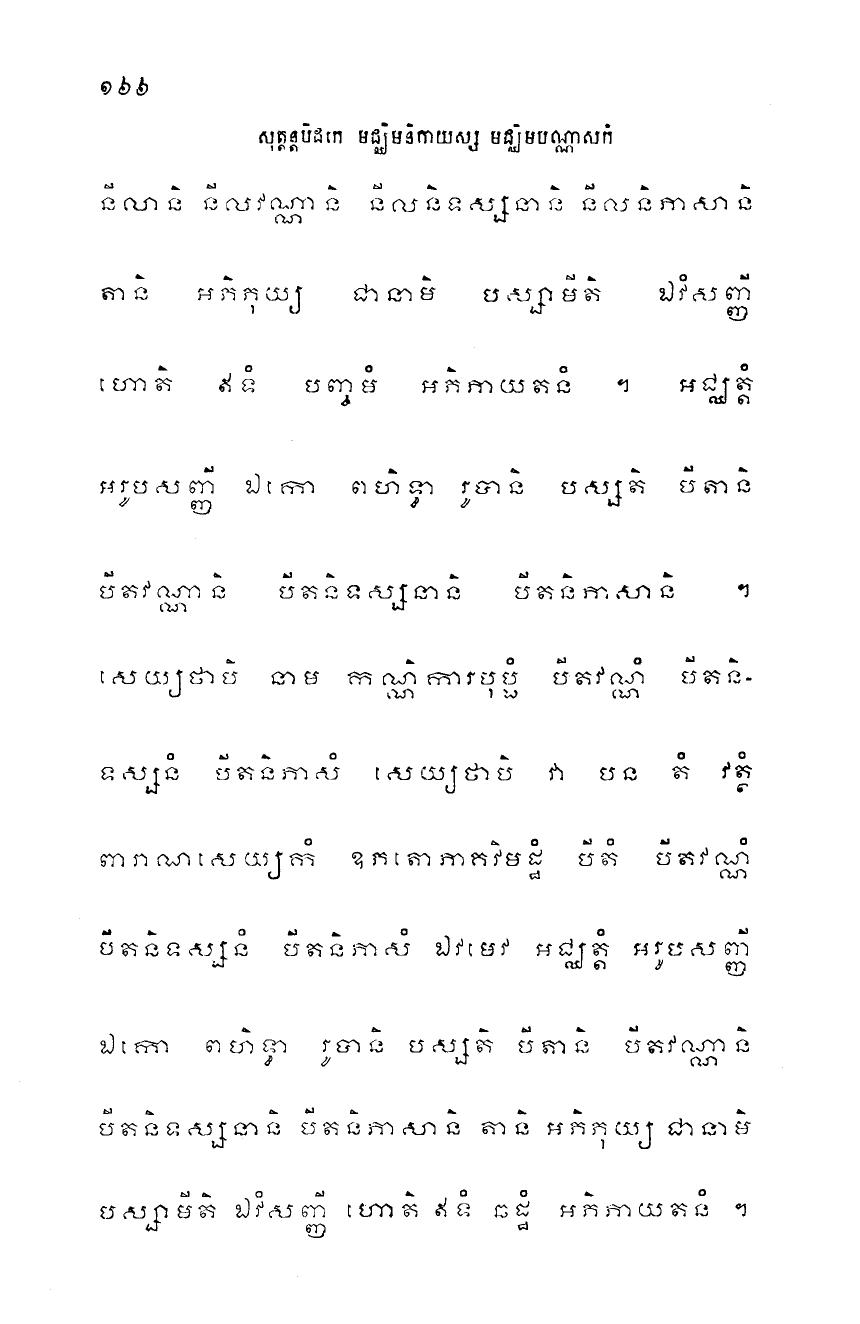 ១៦៦
សុត្តន្តបិដកេ មជ្ឈិមនិកាយស្ស មជ្ឈិមបណ្ណាសកំ
នីលានិ នីលវណ្ណានិ នីលនិទស្សនានិ នីលនិភាសានិ
តានិ អភិភុយ្យ ជានាមិ បស្សាមីតិ ឯវំសញ្ញី
ហោតិ ឥទំ បញ្ចមំ អភិភាយតនំ ។ អជ្ឈត្តំ
អរូបសញ្ញី ឯកោ ពហិទ្ធា រូបានិ បស្សតិ បីតានិ
បីតវណ្ណានិ បីតនិទស្សនានិ បីតនិភាសានិ ។
សេយ្យថាបិ នាម កណ្ណិការបុប្ផំ បីតវណ្ណំ បីតនិ-
ទស្សនំ បីតនិភាសំ សេយ្យថាបិ វា បន តំ វត្ថំ
ពារាណសេយ្យកំ ឧភតោភាគវិមដ្ឋំ បីតំ បីតវណ្ណំ
បីតនិទស្សនំ បីតនិភាសំ ឯវមេវ អជ្ឈត្តំ អរូបសញ្ញី
ឯកោ ពហិទ្ធា រូបានិ បស្សតិ បីតានិ បីតវណ្ណានិ
បីតនិទស្សនានិ បីតនិភាសានិ តានិ អភិភុយ្យ ជានាមិ
បស្សាមីតិ ឯវំសញ្ញី ហោតិ ឥទំ ឆដ្ឋំ អភិភាយតនំ ។